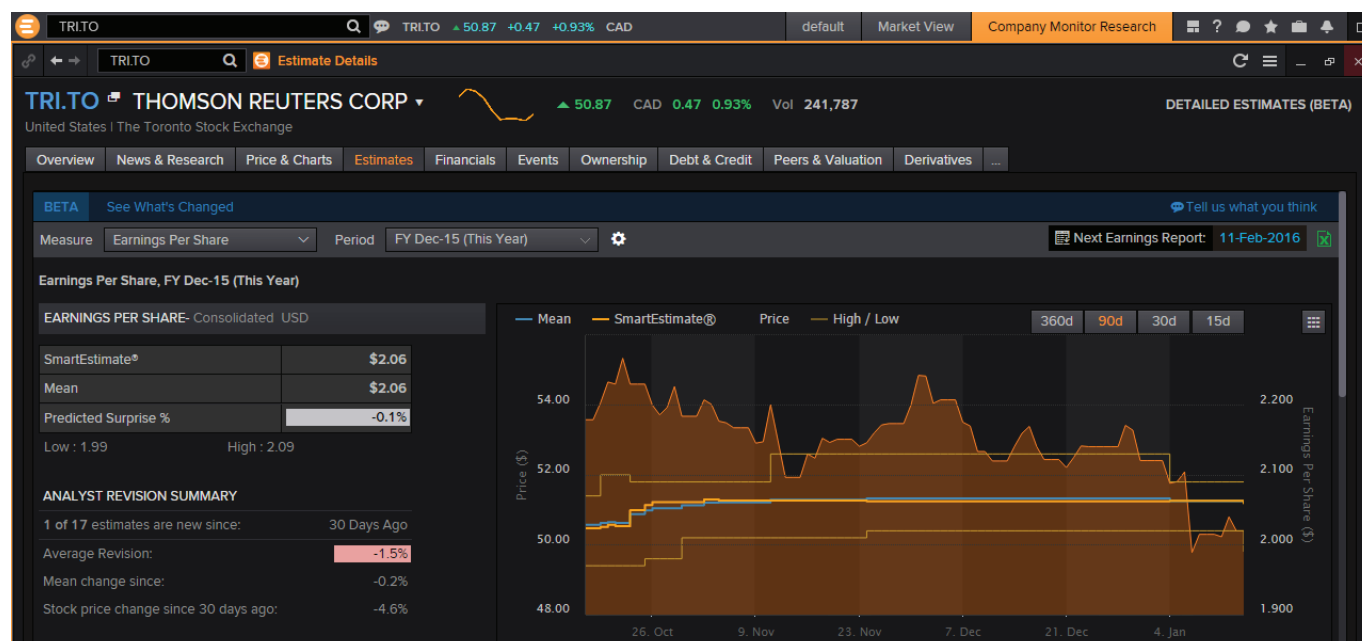 TRI.TO TRI.TO 50.87 +0.47 +0.93% CAD default Market View Company Monitor Research ?
TRI.TO Estimate Details
TRI.TO THOMSON REUTERS CORP 50.87 CAD 0.47 0.93% Vol 241,787 DETAILED ESTIMATES (BETA)
United States | The Toronto Stock Exchange
Overview News & Research Price & Charts Estimates Financials Events Ownership Debt & Credit Peers & Valuation Derivatives ...
BETA See What's Changed Tell us what you think
Measure Earnings Per Share Period FY Dec-15 (This Year) Next Earnings Report: 11-Feb-2016
Earnings Per Share, FY Dec-15 (This Year)
EARNINGS PER SHARE- Consolidated USD
SmartEstimate® $2.06
Mean $2.06
Predicted Surprise % -0.1%
Low : 1.99 High : 2.09
ANALYST REVISION SUMMARY
1 of 17 estimates are new since: 30 Days Ago
Average Revision: -1.5%
Mean change since: -0.2%
Stock price change since 30 days ago: -4.6%
Mean SmartEstimate® Price High / Low 360d 90d 30d 15d
54.00 2.200
52.00 2.100
50.00 2.000
48.00 1.900
Price ($)
Earnings Per Share ($)
26. Oct 9. Nov 23. Nov 7. Dec 21. Dec 4. Jan